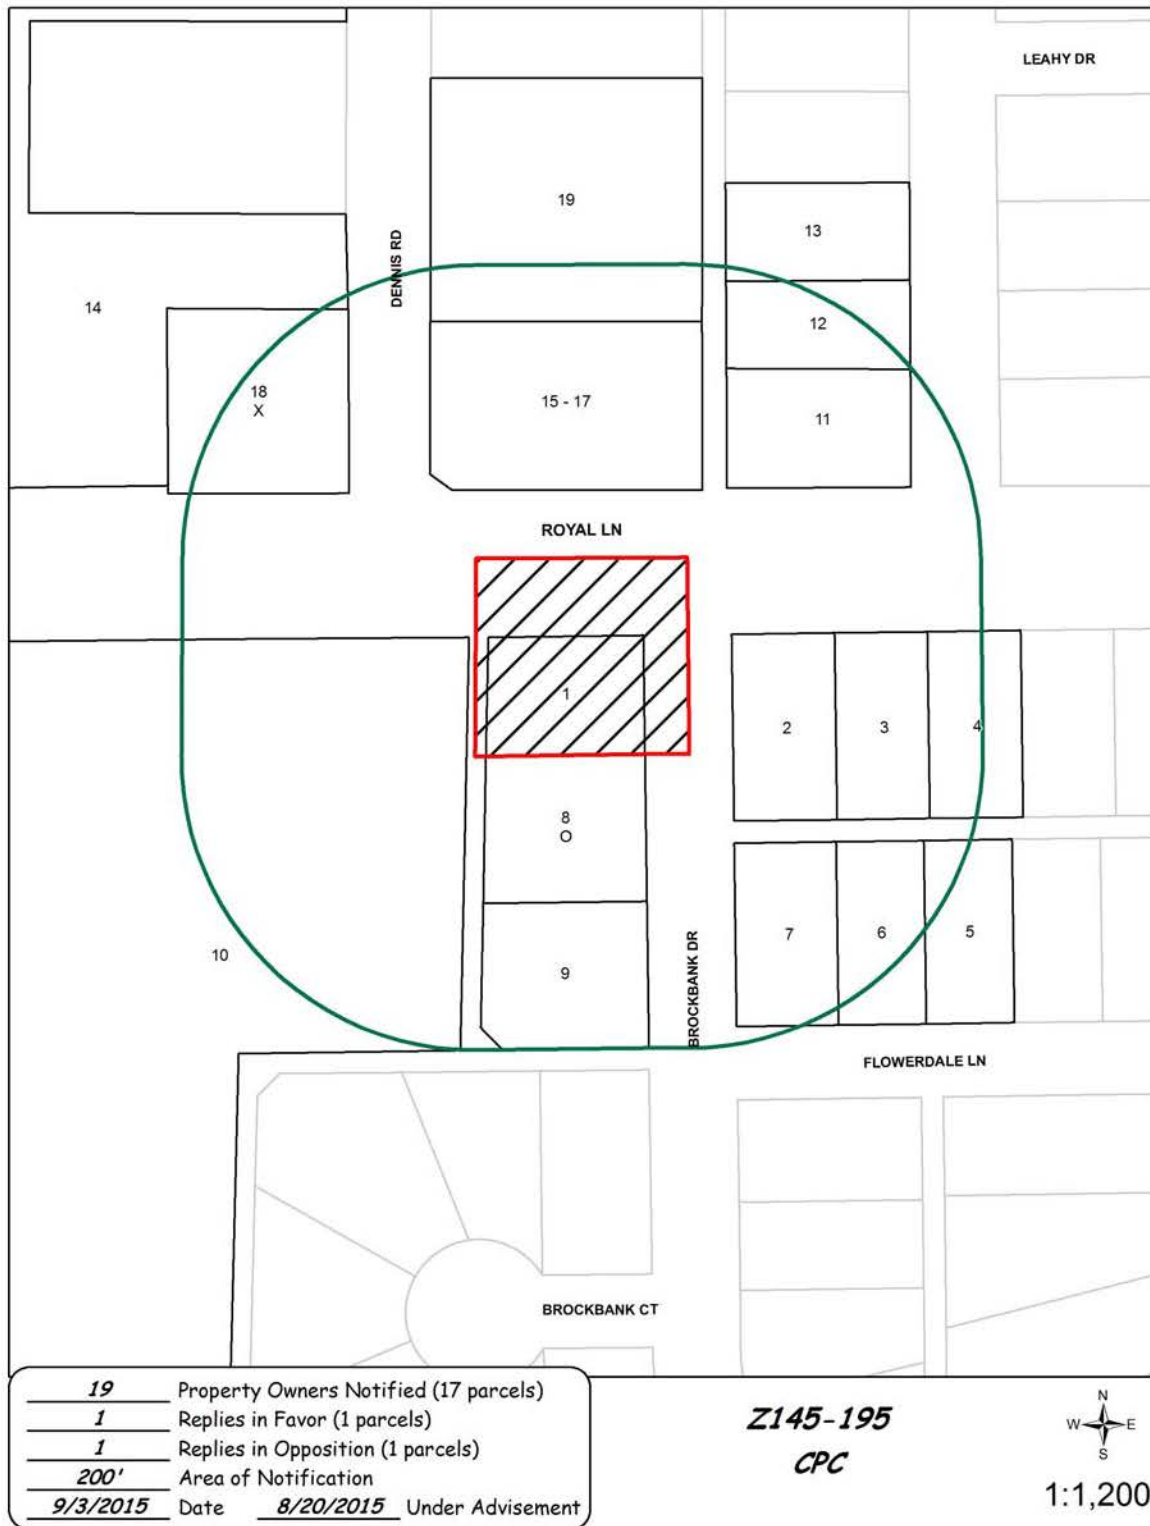 LEAHY DR
19
13
DENNIS RD
14
12
18
X
15 - 17
11
ROYAL LN
1
2
3
4
8
O
10
7
6
5
9
BROCKBANK DR
FLOWERDALE LN
BROCKBANK CT
19 Property Owners Notified (17 parcels)
1 Replies in Favor (1 parcels)
1 Replies in Opposition (1 parcels)
200' Area of Notification
9/3/2015 Date 8/20/2015 Under Advisement
Z145-195
CPC
N
W E
S
1:1,200